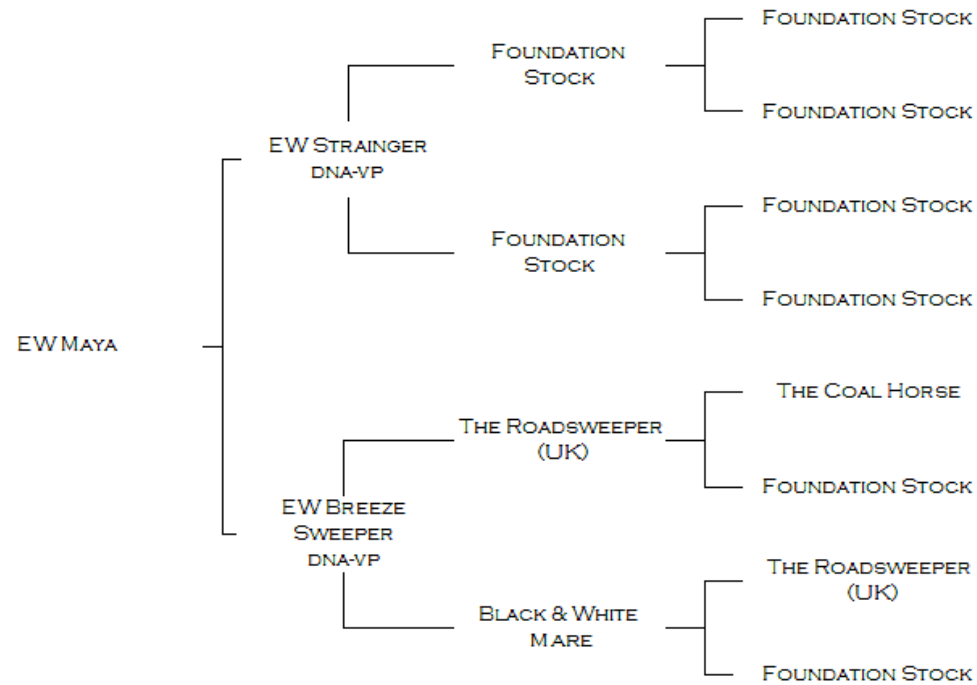 Foundation Stock
Foundation
Stock
Foundation Stock
EW Strainger
DNA-VP
Foundation Stock
Foundation
Stock
Foundation Stock
EW Maya
The Coal Horse
The Roadsweeper
(UK)
Foundation Stock
EW Breeze
Sweeper
DNA-VP
The Roadsweeper
(UK)
Black & White
Mare
Foundation Stock